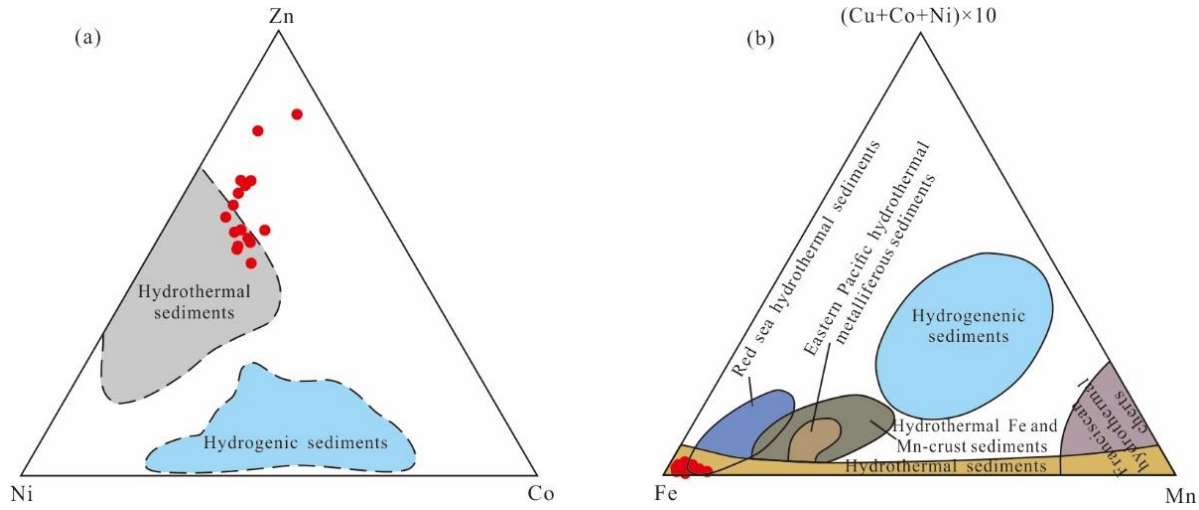 Zn
(a)
Hydrothermal
sediments
Hydrogenic sediments
Ni
Co
(Cu+Co+Ni)×10
(b)
Red sea hydrothermal sediments
Eastern Pacific hydrothermal
metalliferous sediments
Hydrogenenic
sediments
Hydrothermal Fe and
Mn-crust sediments
Hydrothermal sediments
Franciscan
hydrothermal
cherts
Fe
Mn